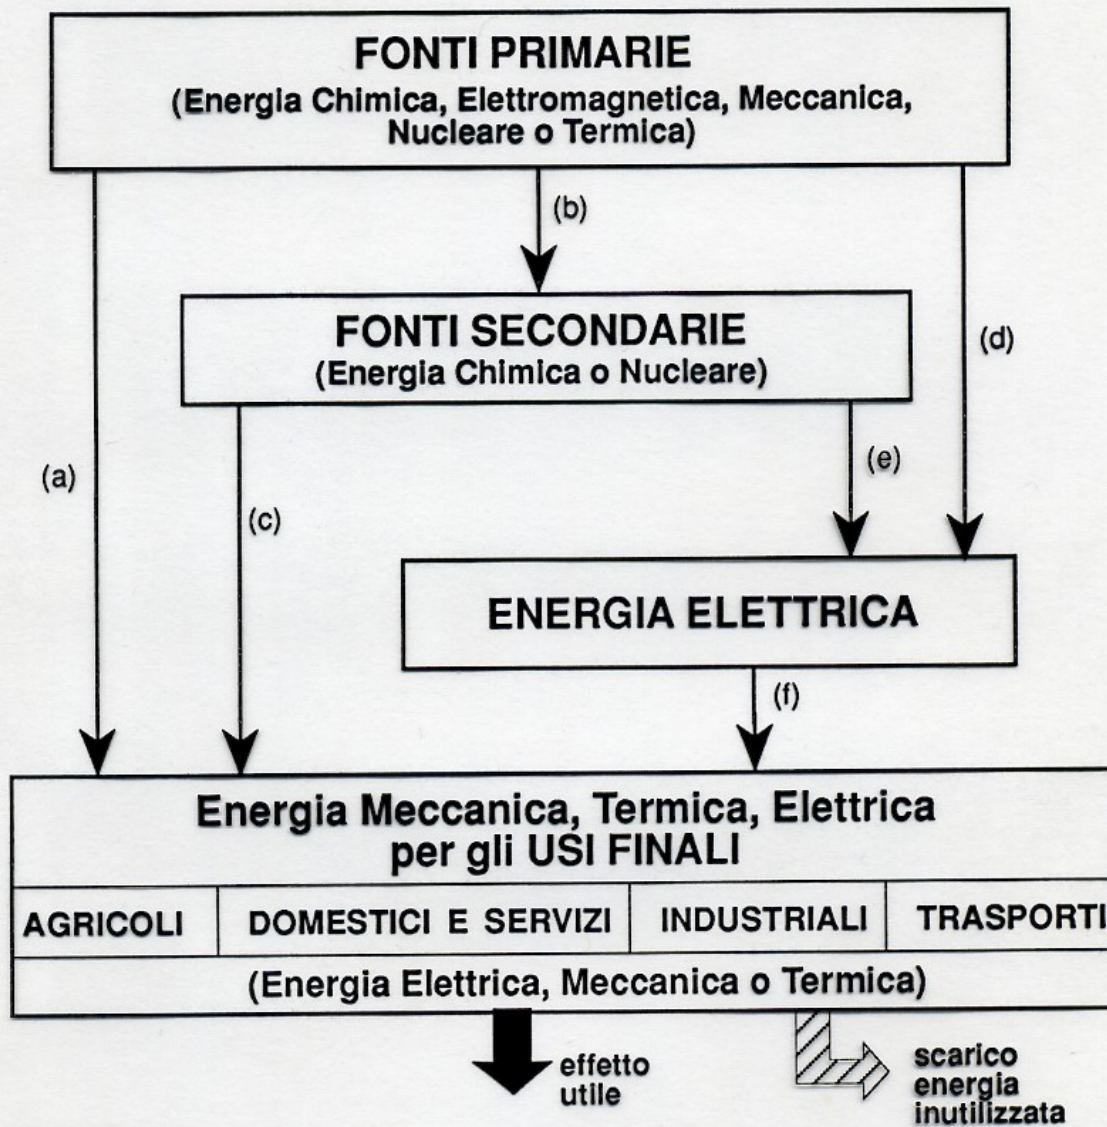 FONTI PRIMARIE
(Energia Chimica, Elettromagnetica, Meccanica,
Nucleare o Termica)
(b)
FONTI SECONDARIE
(Energia Chimica o Nucleare)
(d)
(a)
(c)
(e)
ENERGIA ELETTRICA
(f)
Energia Meccanica, Termica, Elettrica
per gli USI FINALI
AGRICOLI
DOMESTICI E SERVIZI
INDUSTRIALI
TRASPORTI
(Energia Elettrica, Meccanica o Termica)
effetto
utile
scarico
energia
inutilizzata